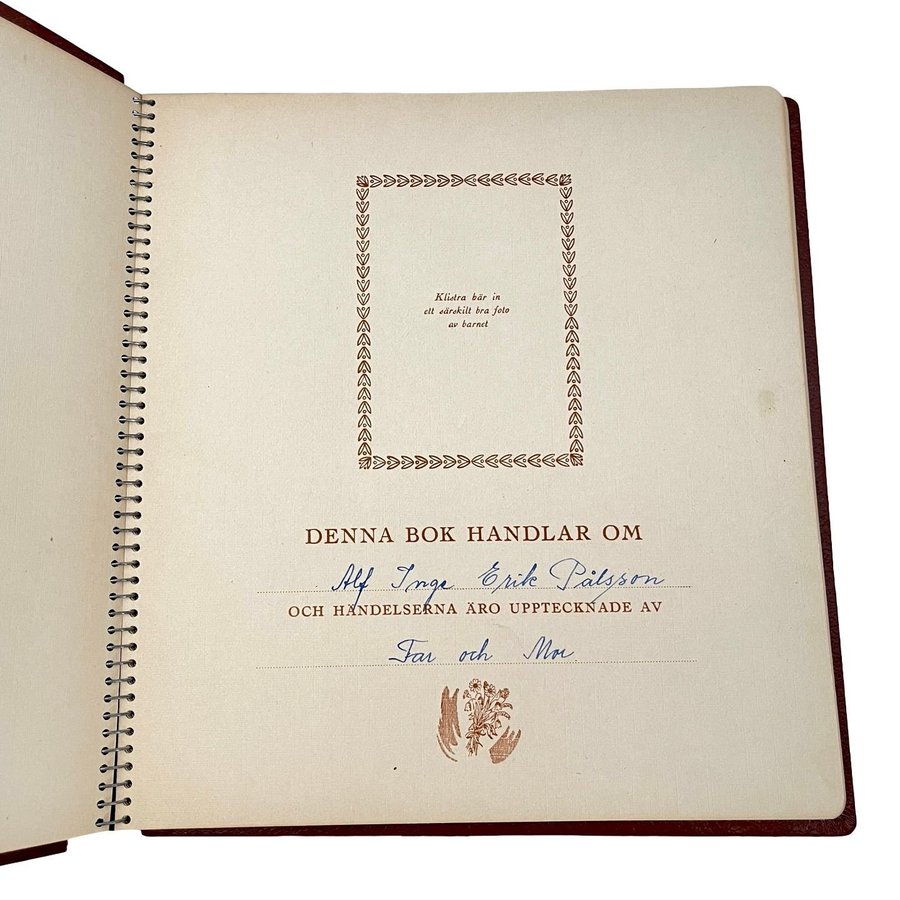 Klistra här in
ett särskilt bra foto
av barnet
DENNA BOK HANDLAR OM
Alf Inge Erik Pålsson
OCH HÄNDELSERNA ÄRO UPPTECKNADE AV
Far och Mor